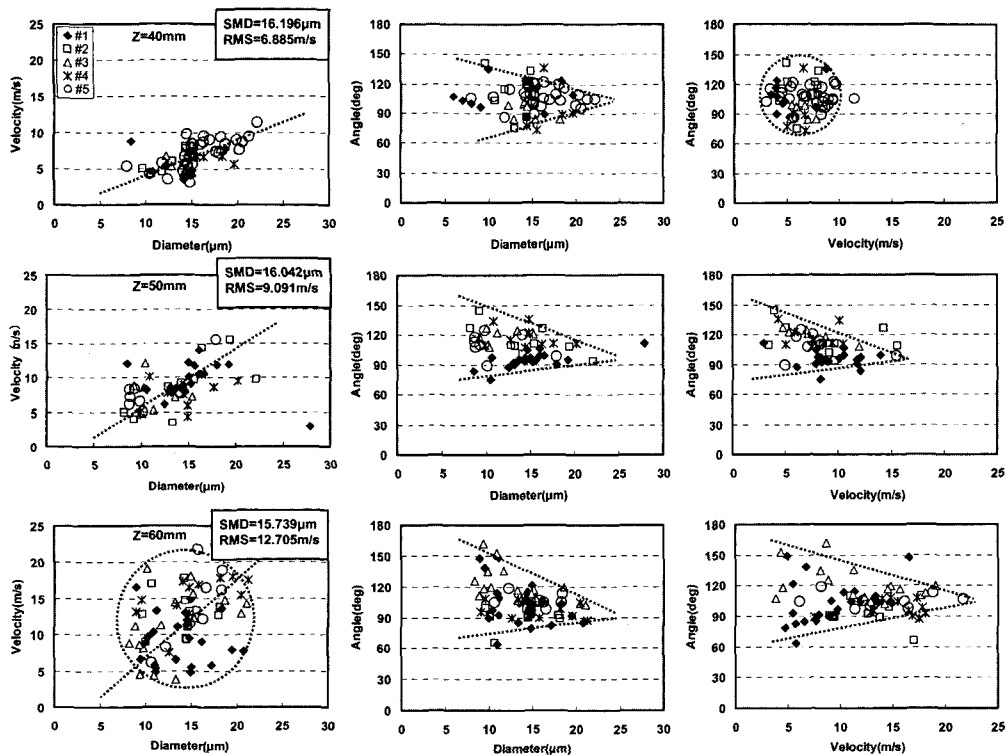 25
20
15
10
5
0
Velocity(m/s)
#1
#2
#3
#4
#5
Z=40mm
SMD=16.196μm
RMS=6.885m/s
0 5 10 15 20 25 30
Diameter(μm)
180
150
120
90
60
30
0
Angle(deg)
0 5 10 15 20 25 30
Diameter(μm)
180
150
120
90
60
30
0
Angle(deg)
0 5 10 15 20 25
Velocity(m/s)
25
20
15
10
5
0
Velocity (m/s)
Z=50mm
SMD=16.042μm
RMS=9.091m/s
0 5 10 15 20 25 30
Diameter(μm)
180
150
120
90
60
30
0
Angle(deg)
0 5 10 15 20 25 30
Diameter(μm)
180
150
120
90
60
30
0
Angle(deg)
0 5 10 15 20 25
Velocity(m/s)
25
20
15
10
5
0
Velocity(m/s)
Z=60mm
SMD=15.739μm
RMS=12.705m/s
0 5 10 15 20 25 30
Diameter(μm)
180
150
120
90
60
30
0
Angle(deg)
0 5 10 15 20 25 30
Diameter(μm)
180
150
120
90
60
30
0
Angle(deg)
0 5 10 15 20 25
Velocity(m/s)